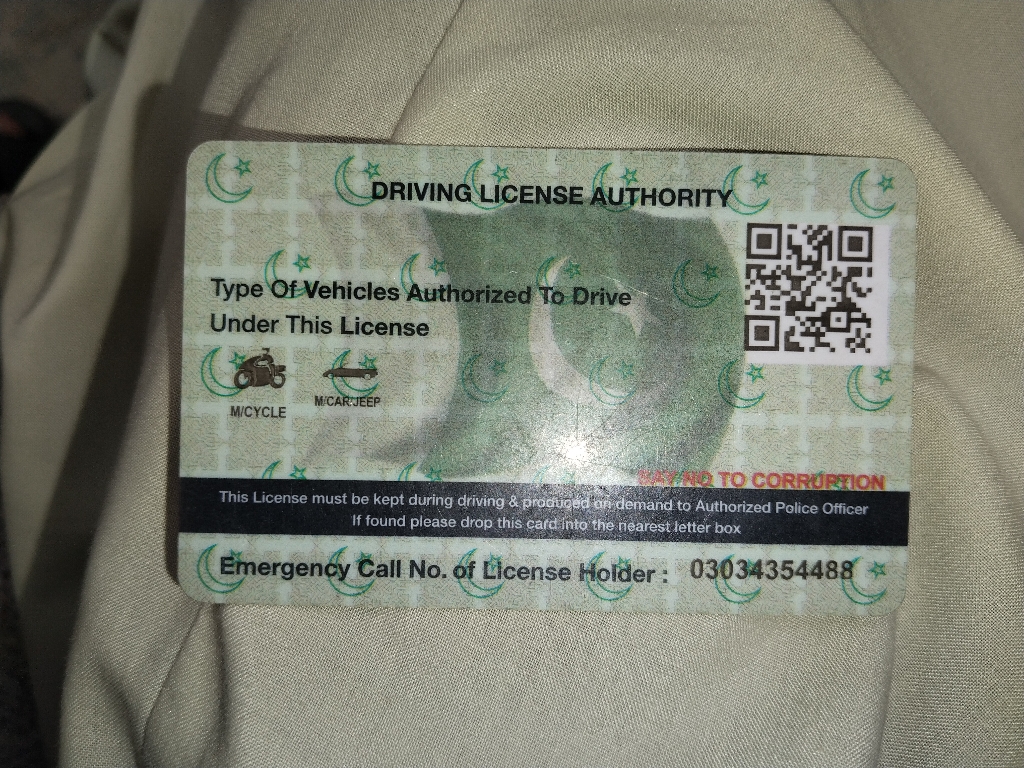 DRIVING LICENSE AUTHORITY
Type Of Vehicles Authorized To Drive
Under This License
M/CYCLE
M/CAR/JEEP
SAY NO TO CORRUPTION
This License must be kept during driving & produced on demand to Authorized Police Officer
If found please drop this card into the nearest letter box
Emergency Call No. of License Holder : 03034354488